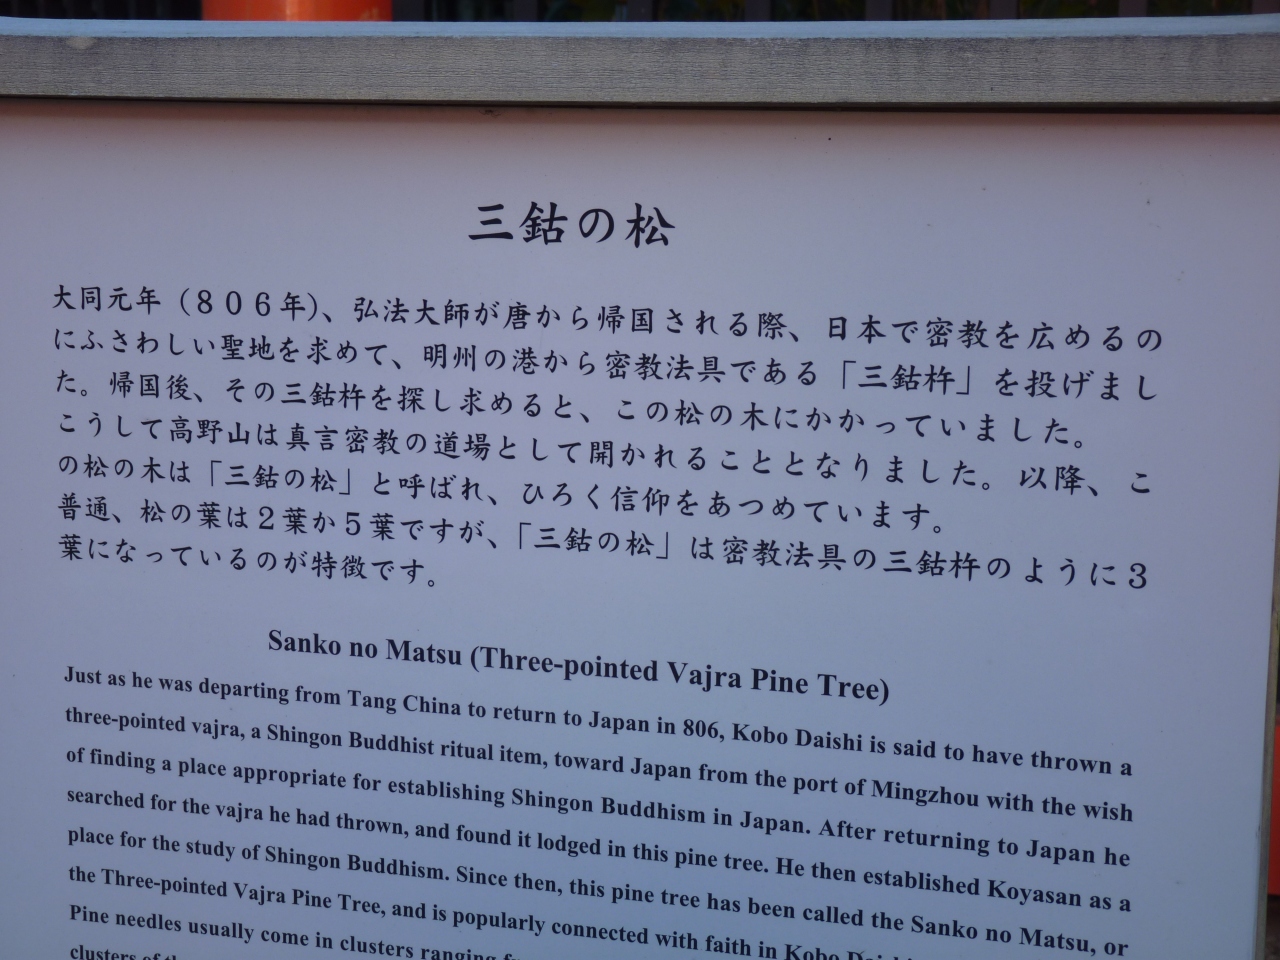 三鈷の松
大同元年（８０６年）、弘法大師が唐から帰国される際、日本で密教を広めるの
にふさわしい聖地を求めて、明州の港から密教法具である「三鈷杵」を投げまし
た。帰国後、その三鈷杵を探し求めると、この松の木にかかっていました。
こうして高野山は真言密教の道場として開かれることとなりました。以降、こ
の松の木は「三鈷の松」と呼ばれ、ひろく信仰をあつめています。
普通、松の葉は２葉か５葉ですが、「三鈷の松」は密教法具の三鈷杵のように３
葉になっているのが特徴です。
Sanko no Matsu (Three-pointed Vajra Pine Tree)
Just as he was departing from Tang China to return to Japan in 806, Kobo Daishi is said to have thrown a
three-pointed vajra, a Shingon Buddhist ritual item, toward Japan from the port of Mingzhou with the wish
of finding a place appropriate for establishing Shingon Buddhism in Japan. After returning to Japan he
searched for the vajra he had thrown, and found it lodged in this pine tree. He then established Koyasan as a
place for the study of Shingon Buddhism. Since then, this pine tree has been called the Sanko no Matsu, or
the Three-pointed Vajra Pine Tree, and is popularly connected with faith in Kobo
Pine needles usually come in clusters ranging
clusters of